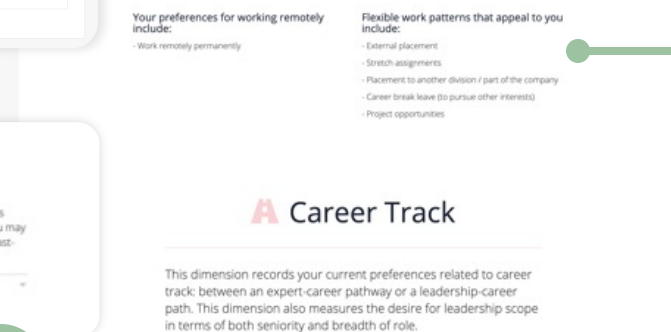 Your preferences for working remotely
include:
- Work remotely permanently
Flexible work patterns that appeal to you
include:
- External placement
- Stretch assignments
- Placement to another division / part of the company
- Career break leave (to pursue other interests)
- Project opportunities
s
u may
ast-
Career Track
This dimension records your current preferences related to career
track: between an expert-career pathway or a leadership-career
path. This dimension also measures the desire for leadership scope
in terms of both seniority and breadth of role.